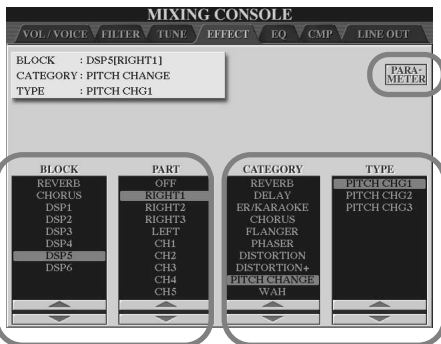 MIXING CONSOLE
VOL / VOICE FILTER TUNE EFFECT EQ CMP LINE OUT
BLOCK : DSP5[RIGHT1]
CATEGORY : PITCH CHANGE
TYPE : PITCH CHG1
PARA-
METER
BLOCK
REVERB
CHORUS
DSP1
DSP2
DSP3
DSP4
DSP5
DSP6
PART
OFF
RIGHT1
RIGHT2
RIGHT3
LEFT
CH1
CH2
CH3
CH4
CH5
CATEGORY
REVERB
DELAY
ER/KARAOKE
CHORUS
FLANGER
PHASER
DISTORTION
DISTORTION+
PITCH CHANGE
WAH
TYPE
PITCH CHG1
PITCH CHG2
PITCH CHG3